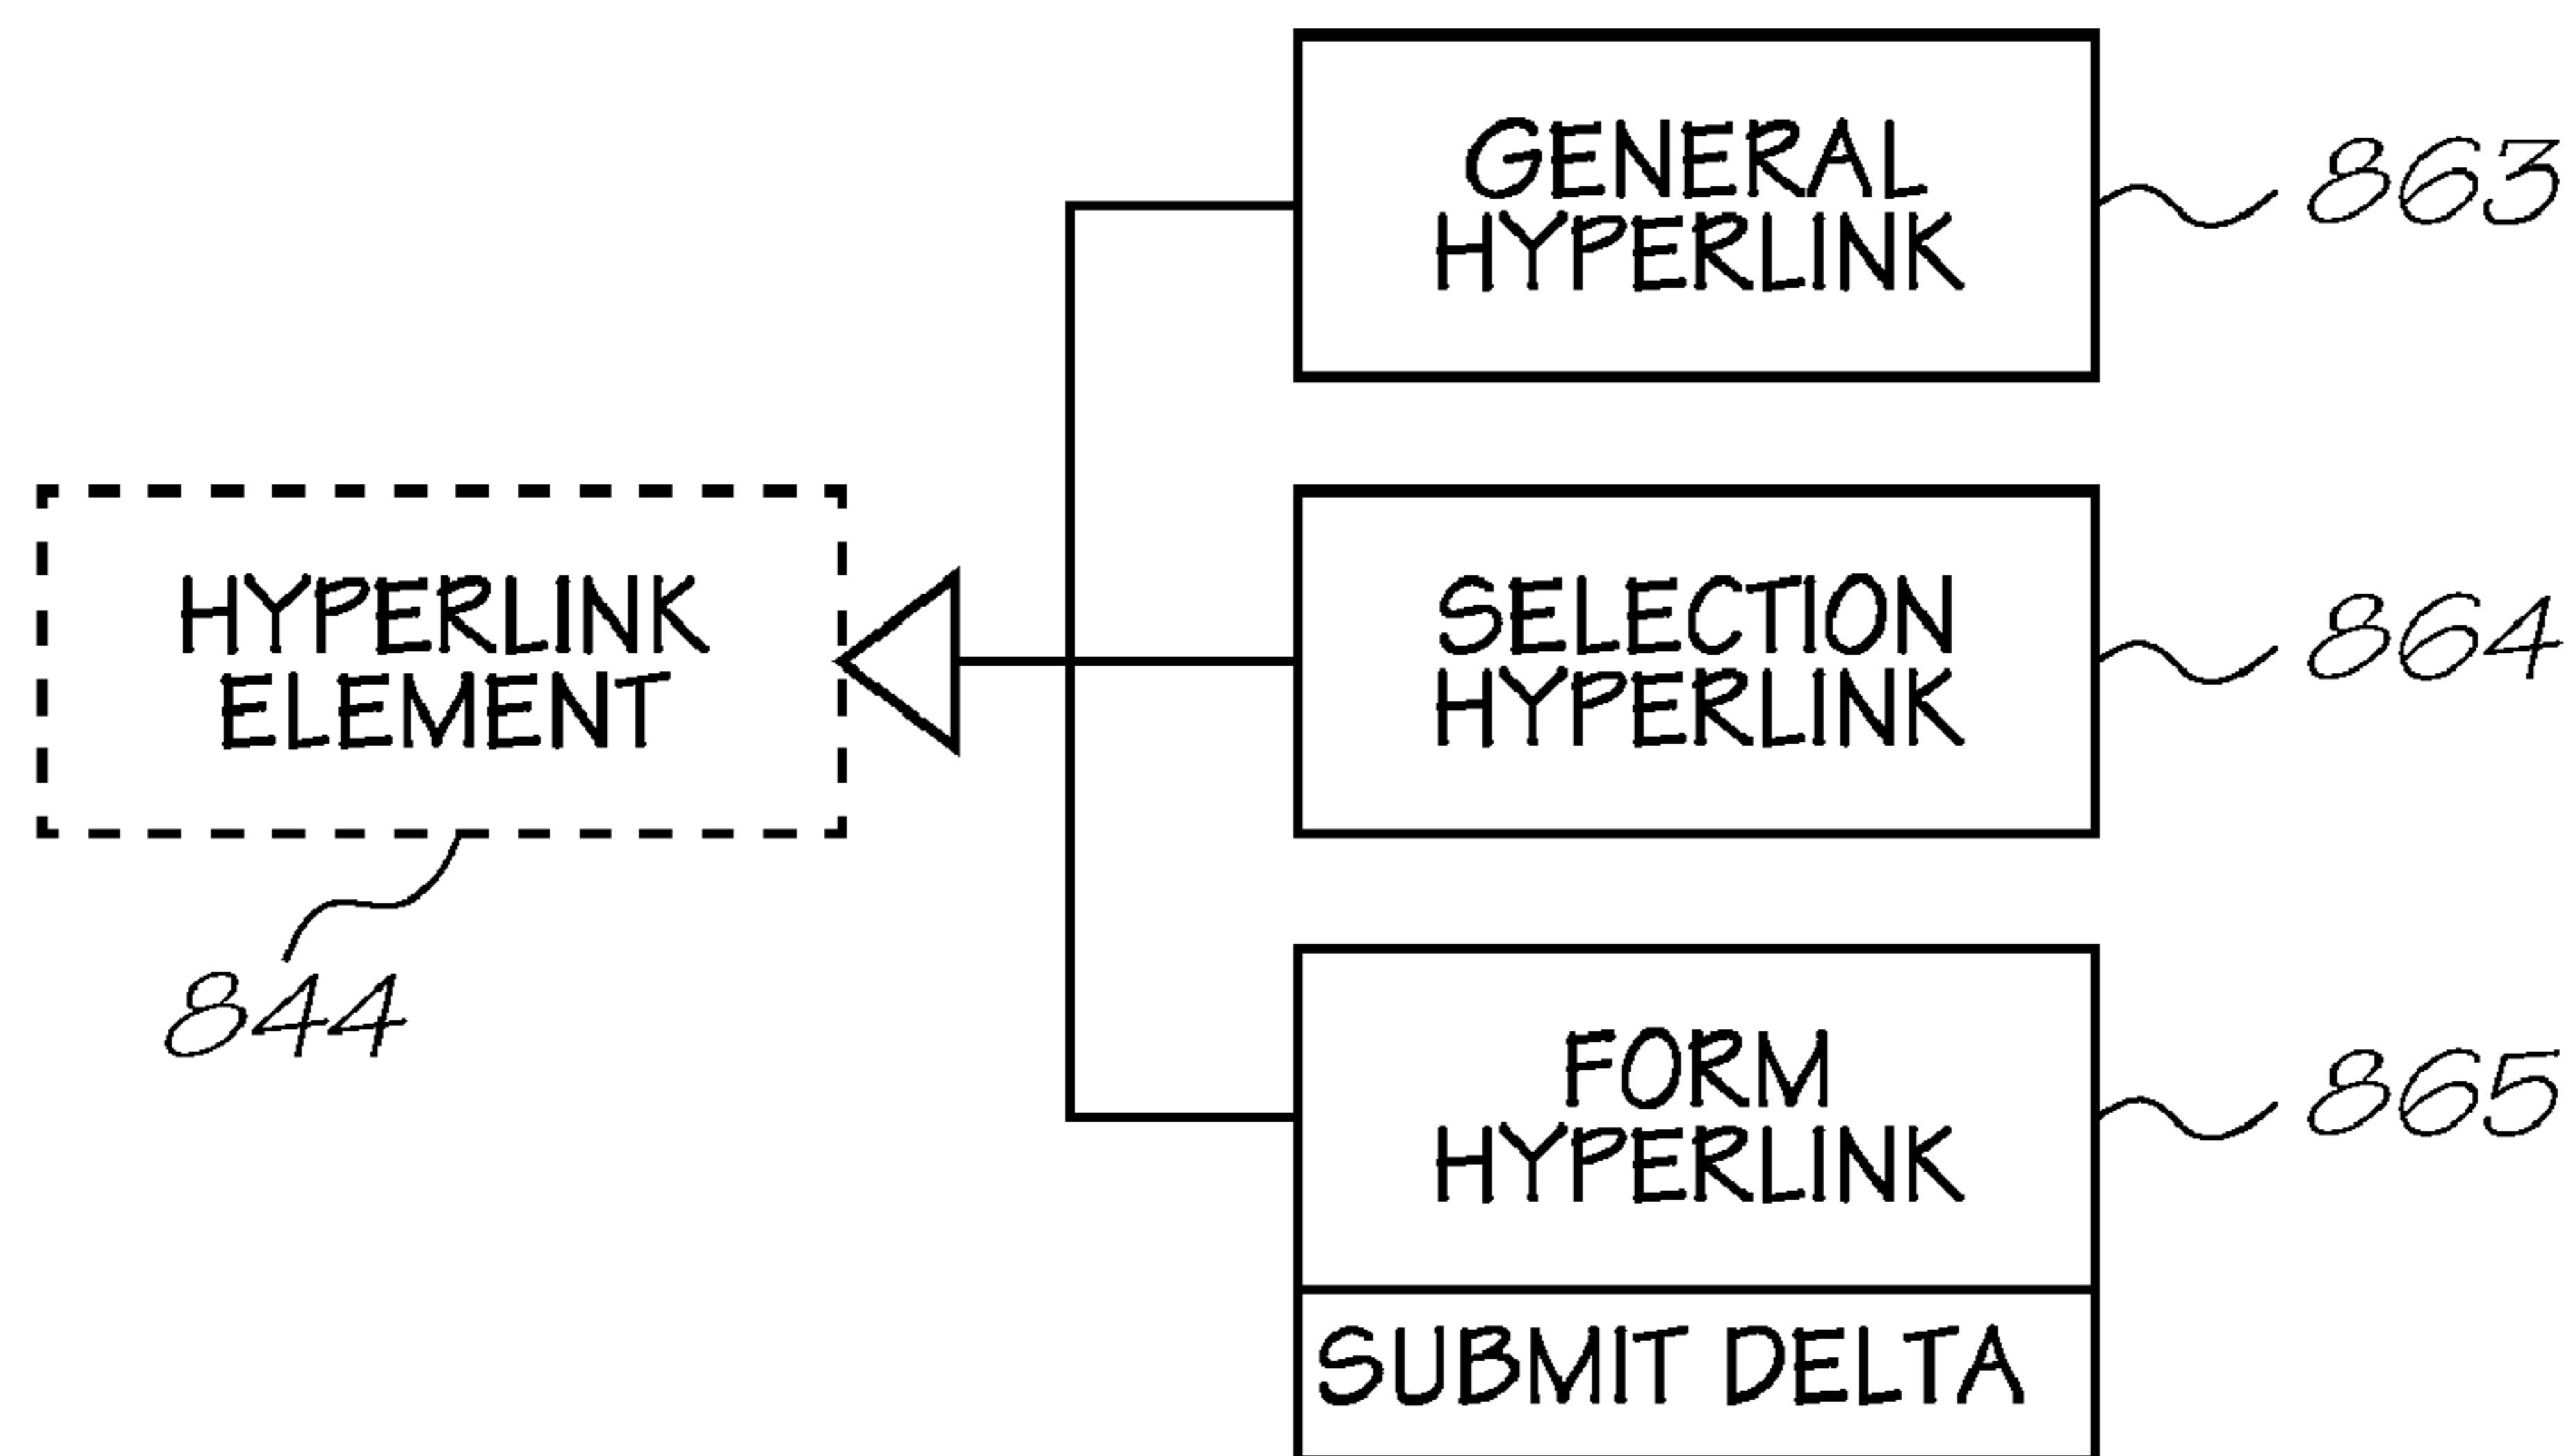 GENERAL
HYPERLINK
863
HYPERLINK
ELEMENT
844
SELECTION
HYPERLINK
864
FORM
HYPERLINK
865
SUBMIT DELTA